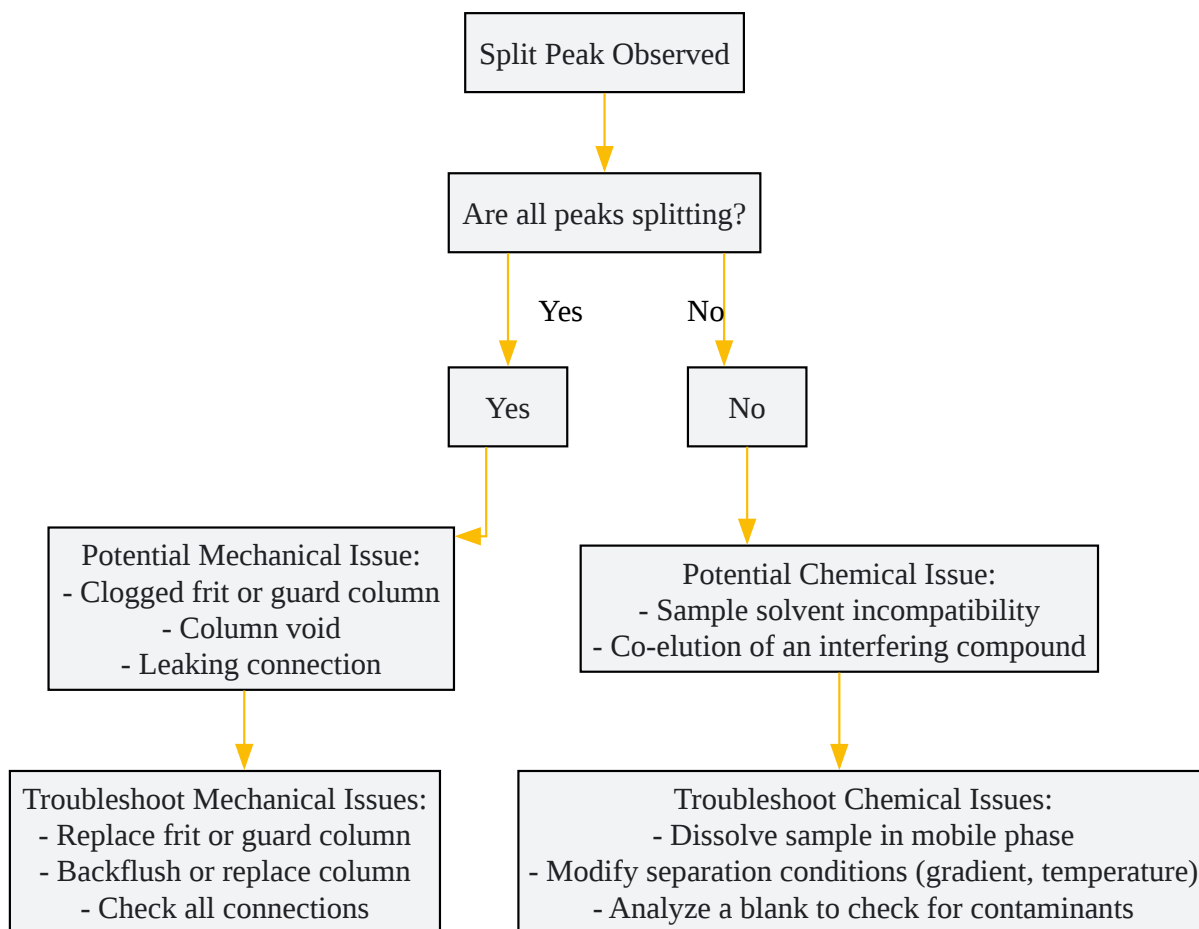 Split Peak Observed
Are all peaks splitting?
Yes
No
Yes
No
Potential Mechanical Issue:
- Clogged frit or guard column
- Column void
- Leaking connection
Potential Chemical Issue:
- Sample solvent incompatibility
- Co-elution of an interfering compound
Troubleshoot Mechanical Issues:
- Replace frit or guard column
- Backflush or replace column
- Check all connections
Troubleshoot Chemical Issues:
- Dissolve sample in mobile phase
- Modify separation conditions (gradient, temperature)
- Analyze a blank to check for contaminants